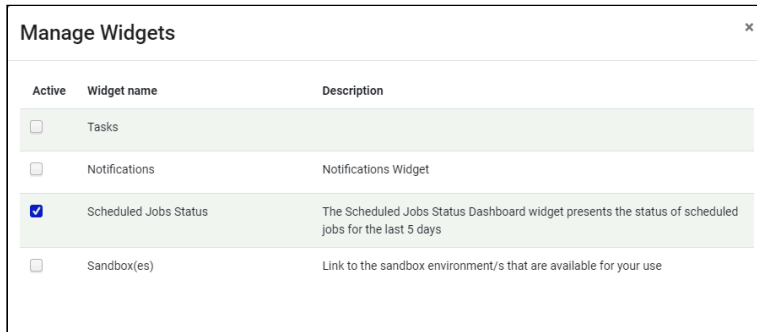 Manage Widgets
×
Active Widget name Description
Tasks
Notifications Notifications Widget
Scheduled Jobs Status The Scheduled Jobs Status Dashboard widget presents the status of scheduled
jobs for the last 5 days
Sandbox(es) Link to the sandbox environment/s that are available for your use